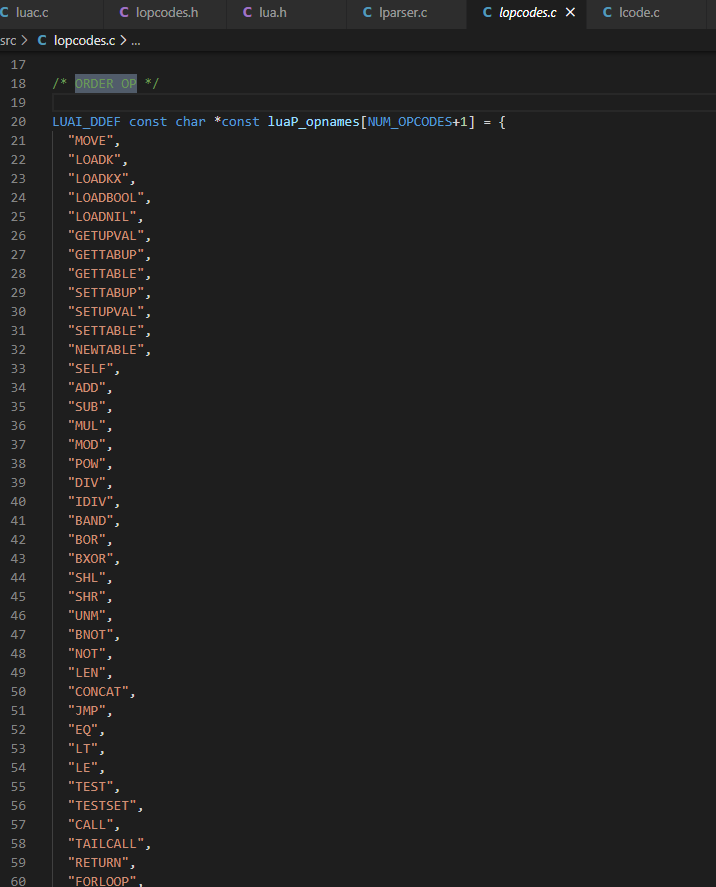 luac.c lopcodes.h lua.h lparser.c lopcodes.c × lcode.c
src > C lopcodes.c > ...
17
18 /* ORDER OP */
19
20 LUAI_DDEF const char *const luaP_opnames[NUM_OPCODES+1] = {
21 "MOVE",
22 "LOADK",
23 "LOADKX",
24 "LOADBOOL",
25 "LOADNIL",
26 "GETUPVAL",
27 "GETTABUP",
28 "GETTABLE",
29 "SETTABUP",
30 "SETUPVAL",
31 "SETTABLE",
32 "NEWTABLE",
33 "SELF",
34 "ADD",
35 "SUB",
36 "MUL",
37 "MOD",
38 "POW",
39 "DIV",
40 "IDIV",
41 "BAND",
42 "BOR",
43 "BXOR",
44 "SHL",
45 "SHR",
46 "UNM",
47 "BNOT",
48 "NOT",
49 "LEN",
50 "CONCAT",
51 "JMP",
52 "EQ",
53 "LT",
54 "LE",
55 "TEST",
56 "TESTSET",
57 "CALL",
58 "TAILCALL",
59 "RETURN",
60 "FORLOOP",